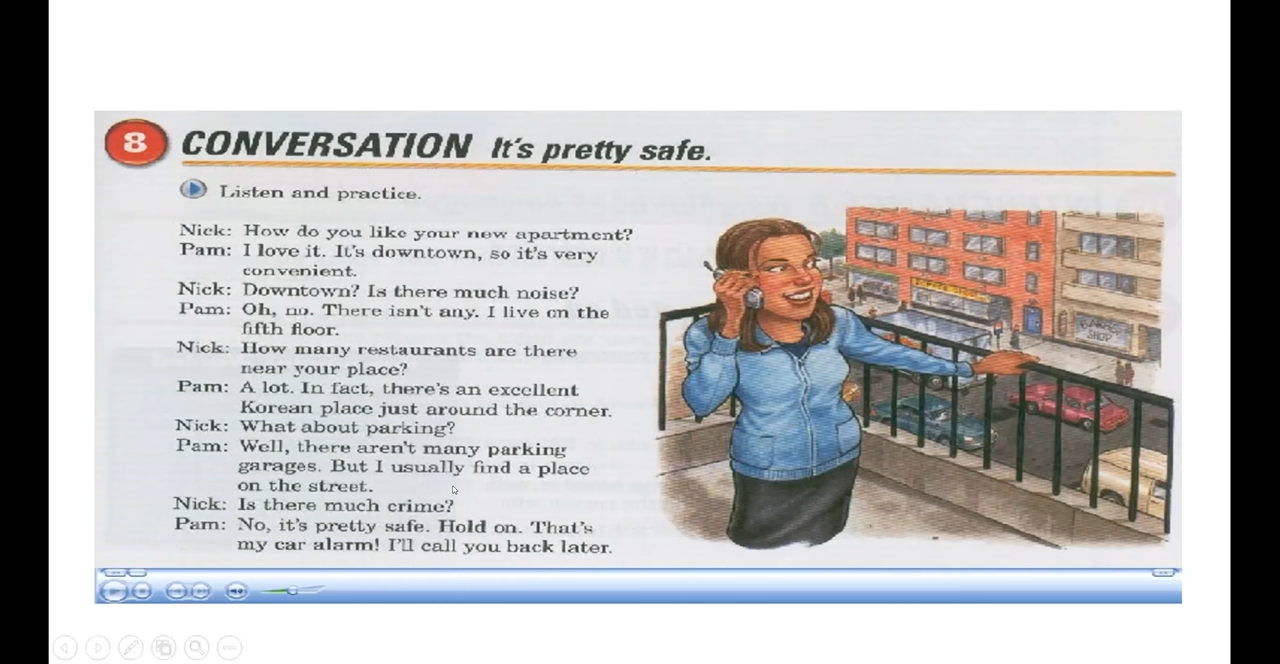 8 CONVERSATION It's pretty safe.
Listen and practice.
Nick: How do you like your new apartment?
Pam: I love it. It's downtown, so it's very
convenient.
Nick: Downtown? Is there much noise?
Pam: Oh, no. There isn't any. I live on the
fifth floor.
Nick: How many restaurants are there
near your place?
Pam: A lot. In fact, there's an excellent
Korean place just around the corner.
Nick: What about parking?
Pam: Well, there aren't many parking
garages. But I usually find a place
on the street.
Nick: Is there much crime?
Pam: No, it's pretty safe. Hold on. That's
my car alarm! I'll call you back later.
SHOP